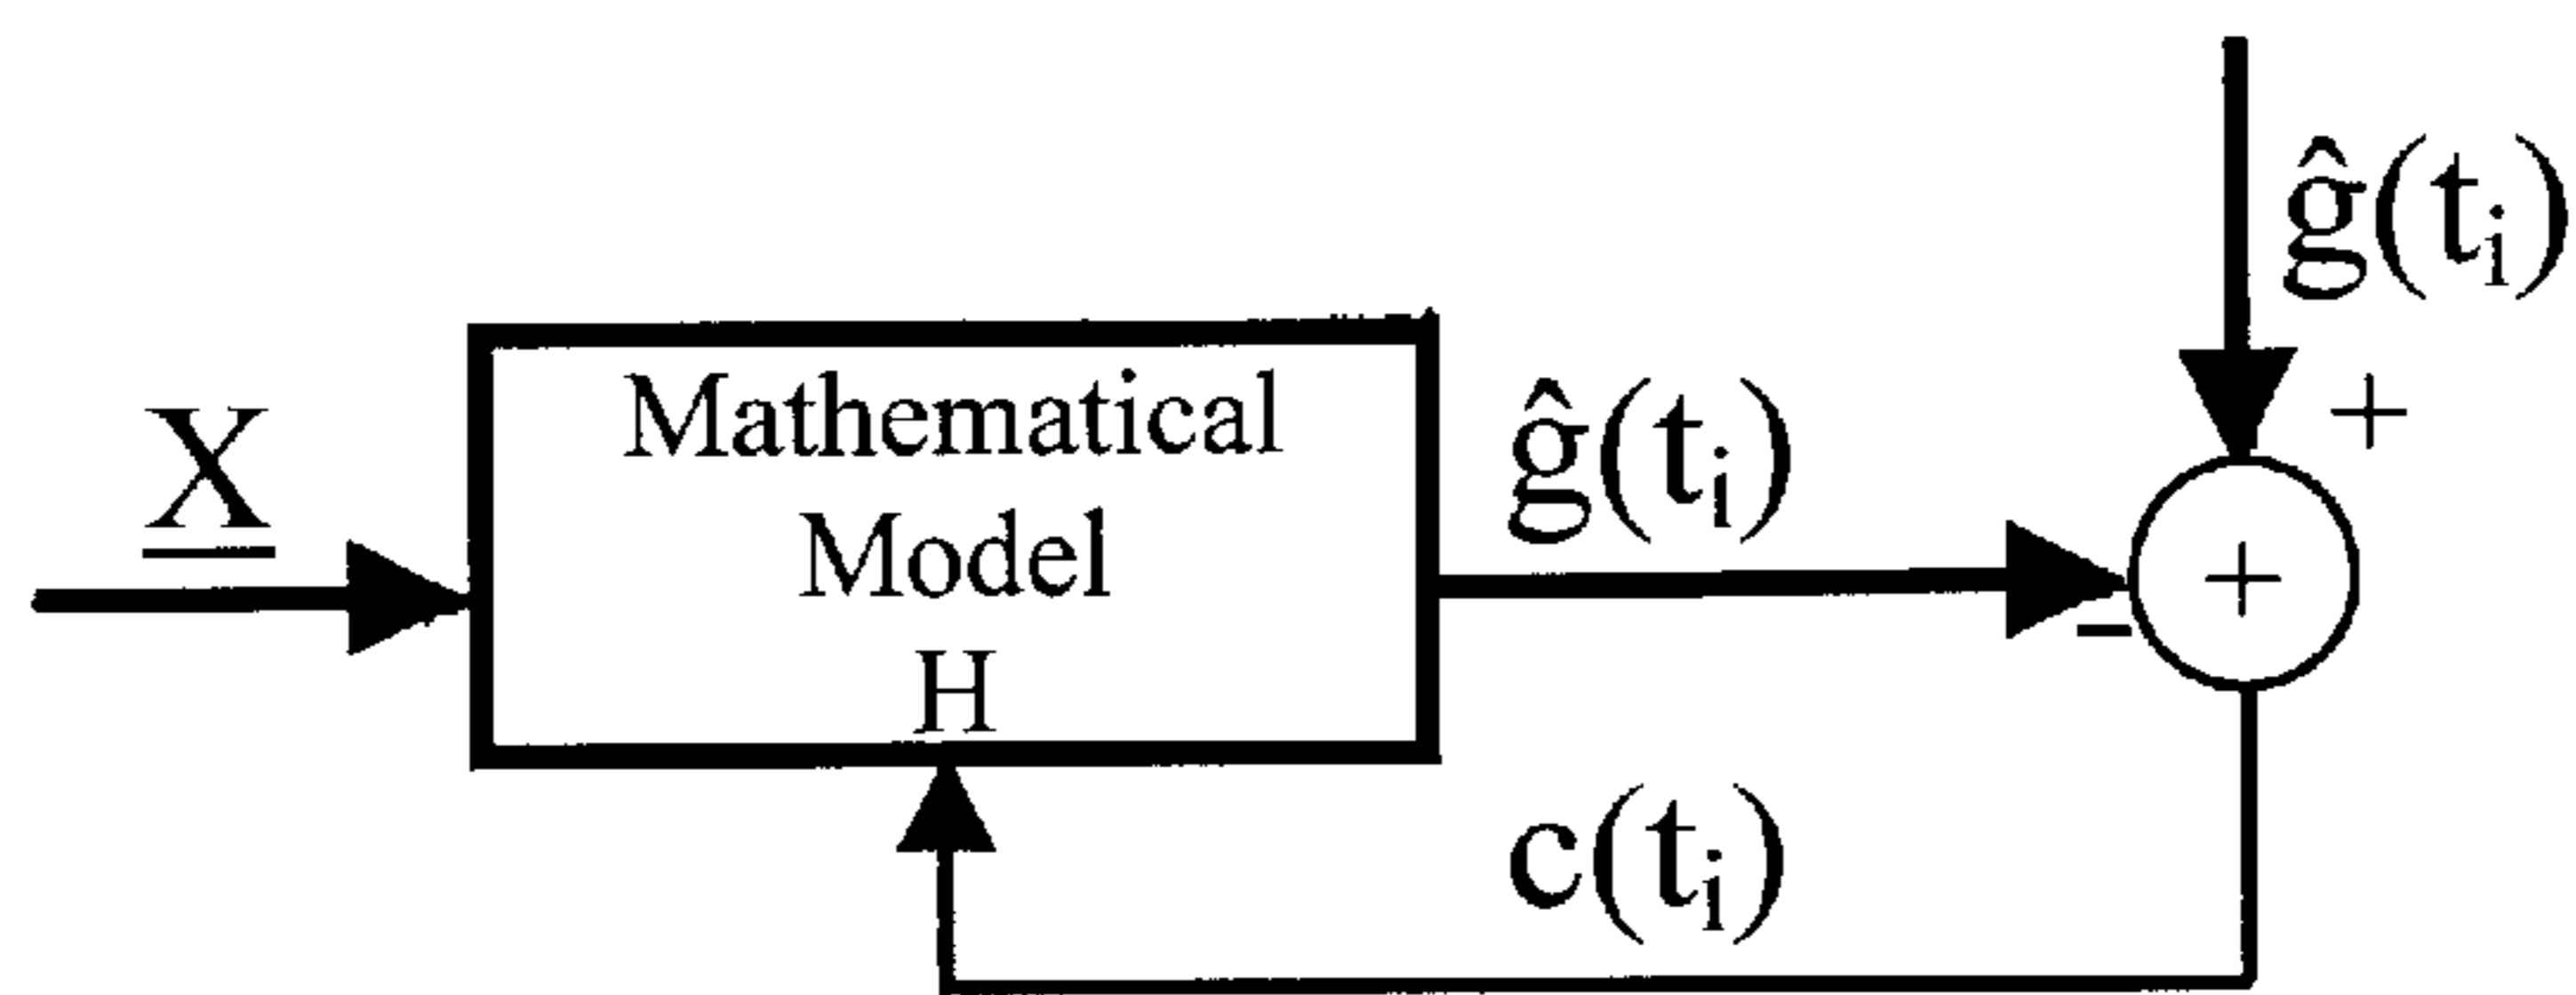 ĝ(tᵢ)
+
X
Mathematical
Model
H
ĝ(tᵢ)
+
-
c(tᵢ)